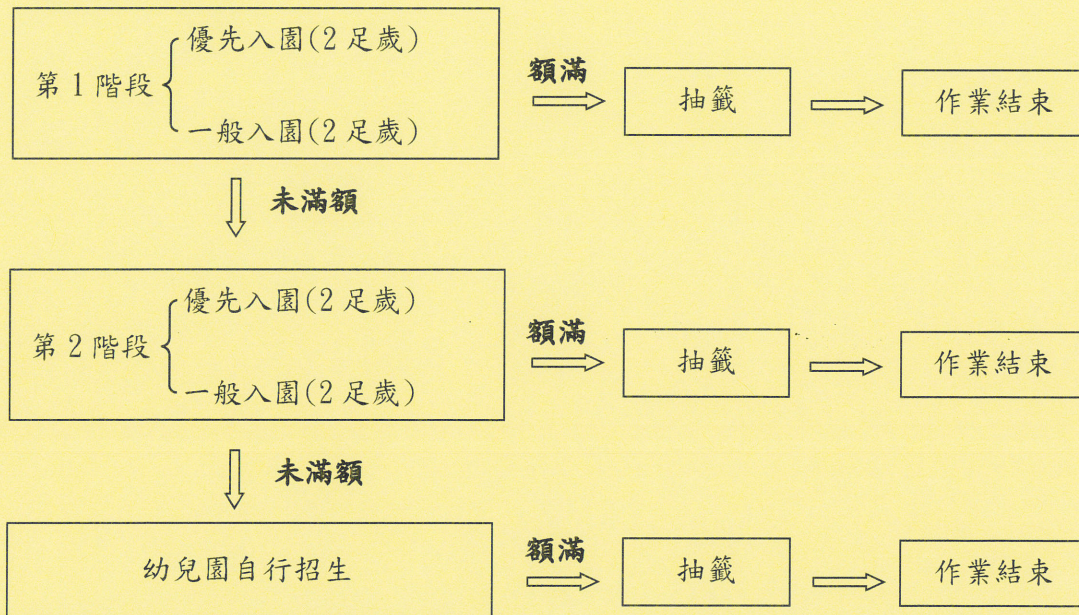 優先入園(2 足歲)
第 1 階段
一般入園(2 足歲)
額滿
抽籤
作業結束
未滿額
優先入園(2 足歲)
第 2 階段
一般入園(2 足歲)
額滿
抽籤
作業結束
未滿額
幼兒園自行招生
額滿
抽籤
作業結束